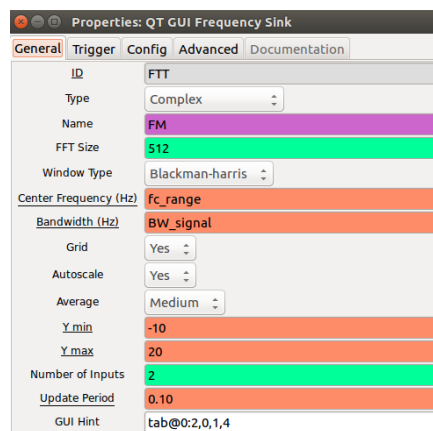 Properties: QT GUI Frequency Sink
General Trigger Config Advanced Documentation
ID FTT
Type Complex
Name FM
FFT Size 512
Window Type Blackman-harris
Center Frequency (Hz) fc_range
Bandwidth (Hz) BW_signal
Grid Yes
Autoscale Yes
Average Medium
Y min -10
Y max 20
Number of Inputs 2
Update Period 0.10
GUI Hint tab@0:2,0,1,4